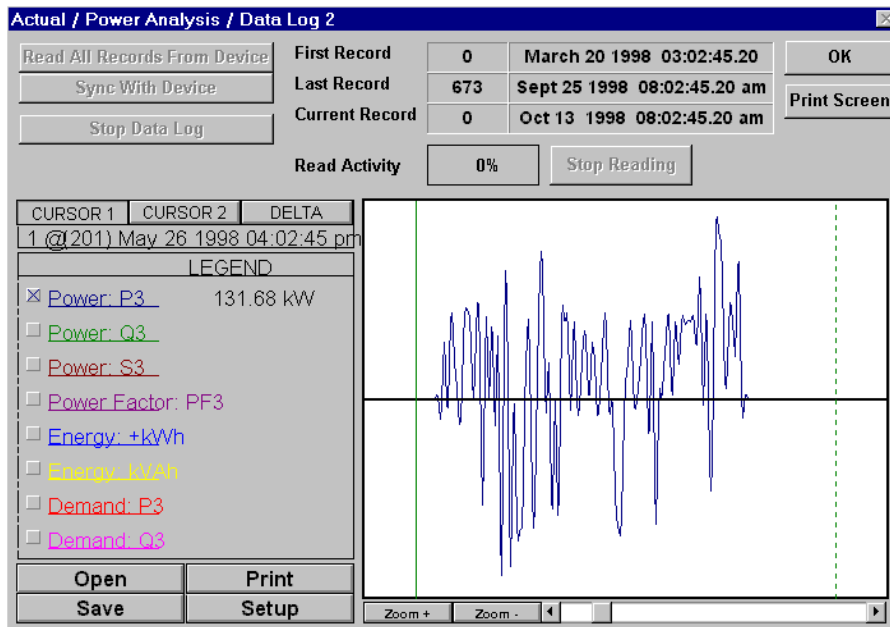 Actual / Power Analysis / Data Log 2
Read All Records From Device
Sync With Device
Stop Data Log
First Record 0 March 20 1998 03:02:45.20
Last Record 673 Sept 25 1998 08:02:45.20 am
Current Record 0 Oct 13 1998 08:02:45.20 am
Read Activity 0% Stop Reading
OK
Print Screen
CURSOR 1 CURSOR 2 DELTA
1 @(201) May 26 1998 04:02:45 pm
LEGEND
Power: P3 131.68 kW
Power: Q3
Power: S3
Power Factor: PF3
Energy: +kWh
Energy: kVAh
Demand: P3
Demand: Q3
Open Print
Save Setup
Zoom + Zoom -